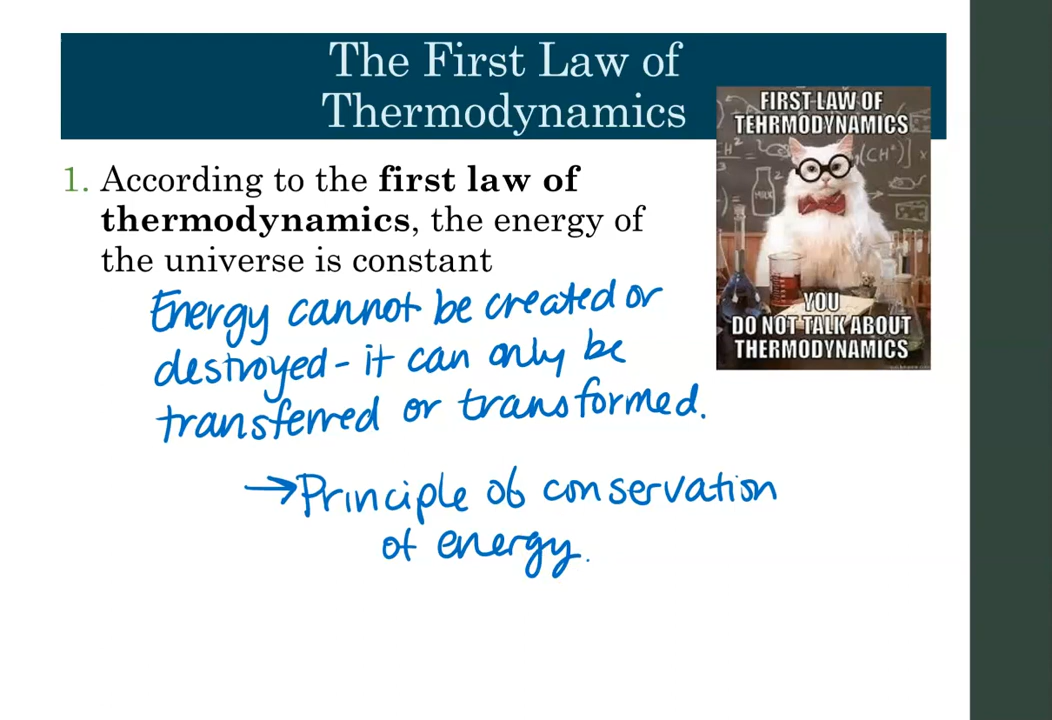 The First Law of
Thermodynamics
FIRST LAW OF
TEHRMODYNAMICS
1. According to the first law of
thermodynamics, the energy of
the universe is constant
YOU
DO NOT TALK ABOUT
THERMODYNAMICS
Energy cannot be created or
destroyed - it can only be
transferred or transformed.
→ Principle of conservation
of energy.